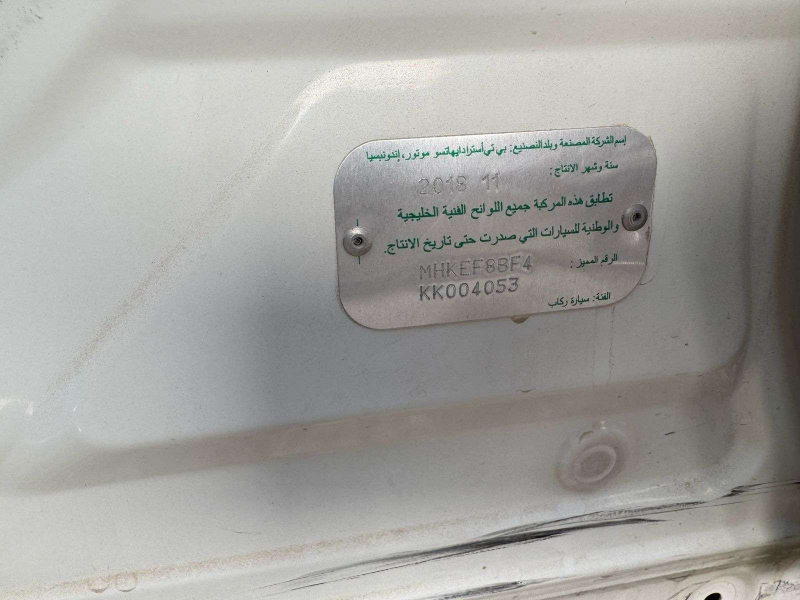 إسم الشركة المصنعة وبلد التصنيع: بي تي أسترا دايهاتسو موتور، إندونيسيا
سنة وشهر الانتاج: 2018 11
تطابق هذه المركبة جميع اللوائح الفنية الخليجية
والوطنية للسيارات التي صدرت حتى تاريخ الانتاج.
الرقم المميز: MHKEF8BF4
KK004053
الفئة: سيارة ركاب